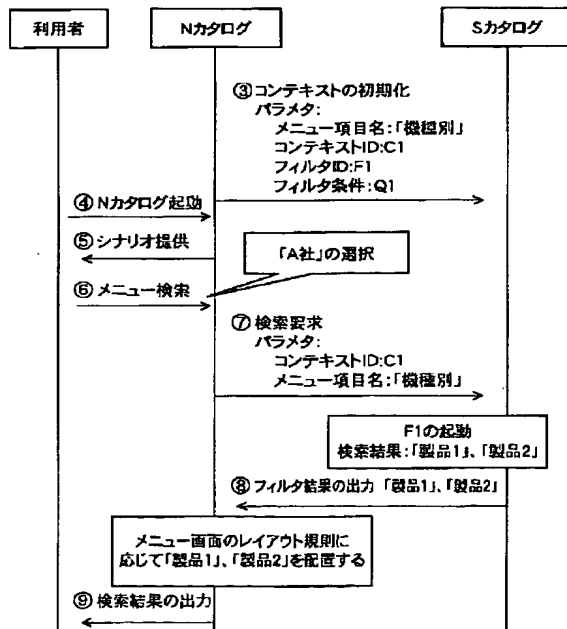 利用者
Nカタログ
Sカタログ
③コンテキストの初期化
パラメタ:
メニュー項目名:「機種別」
コンテキストID:C1
フィルタID:F1
フィルタ条件:Q1
④Nカタログ起動
⑤シナリオ提供
「A社」の選択
⑥メニュー検索
⑦検索要求
パラメタ:
コンテキストID:C1
メニュー項目名:「機種別」
F1の起動
検索結果:「製品1」、「製品2」
⑧フィルタ結果の出力 「製品1」、「製品2」
メニュー画面のレイアウト規則に
応じて「製品1」、「製品2」を配置する
⑨検索結果の出力